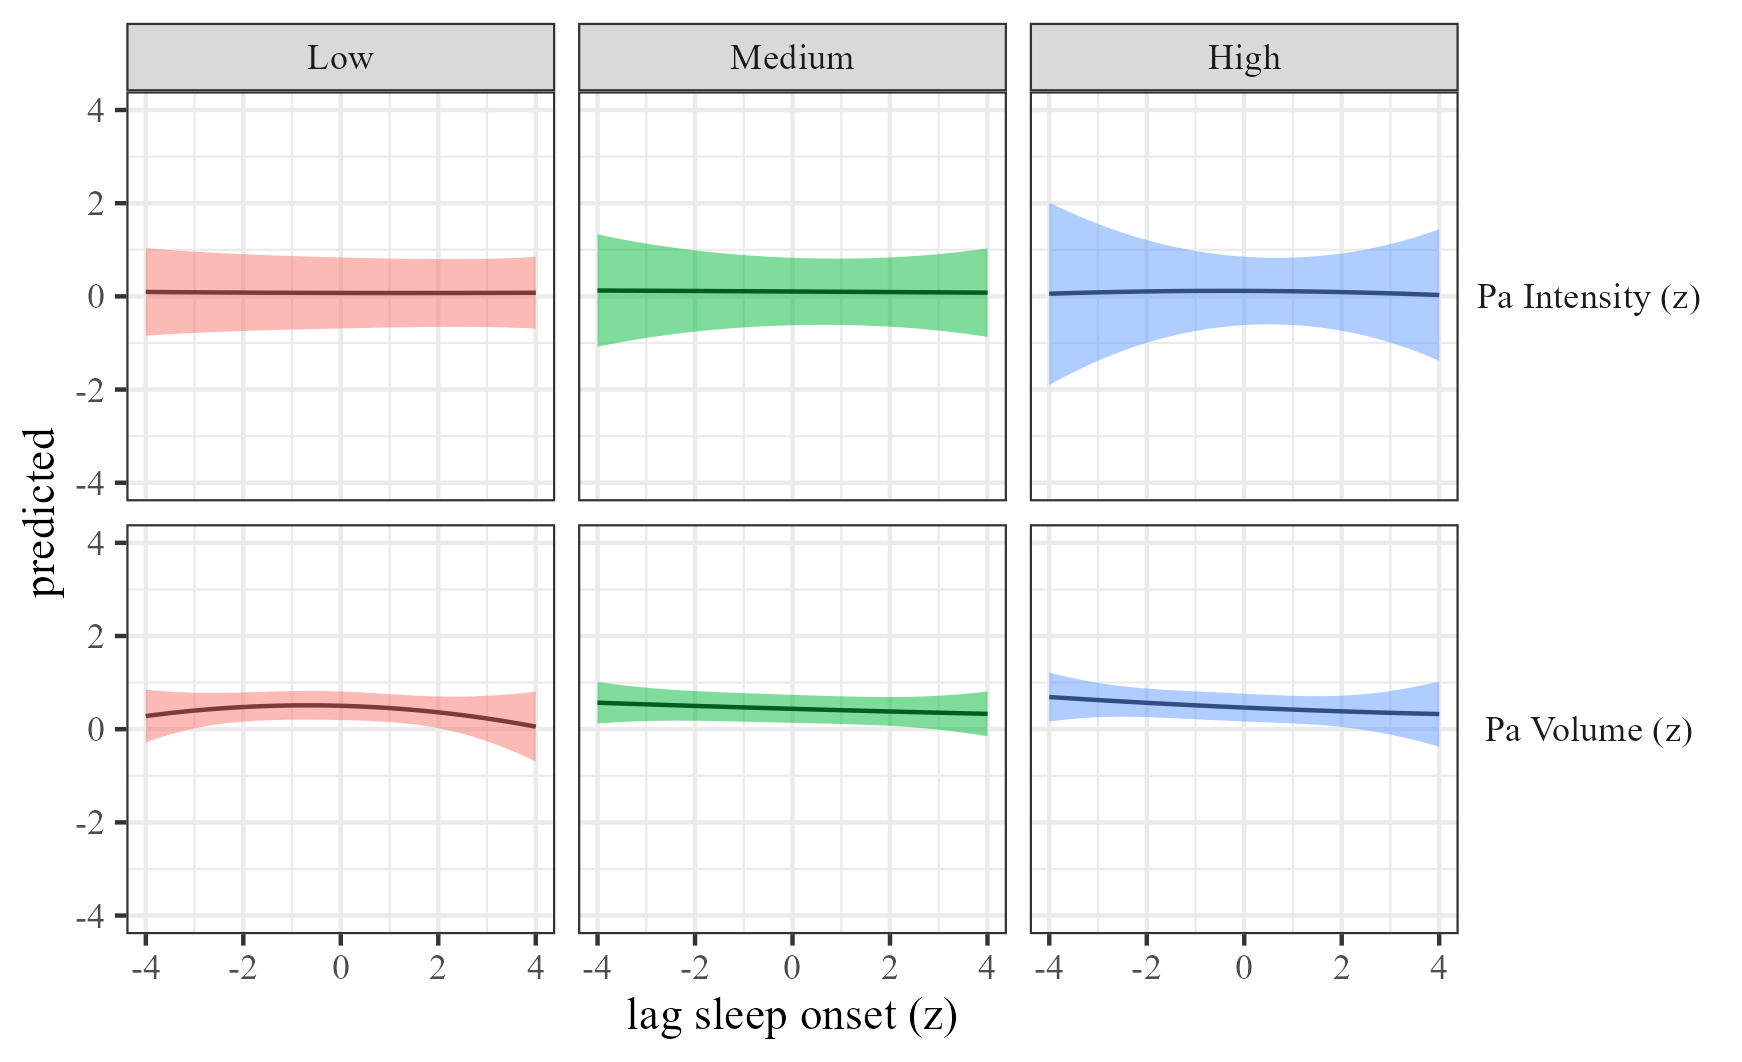 Low Medium High
4
2
0
-2
-4
Pa Intensity (z)
predicted
4
2
0
-2
-4
Pa Volume (z)
-4 -2 0 2 4 -4 -2 0 2 4 -4 -2 0 2 4
lag sleep onset (z)